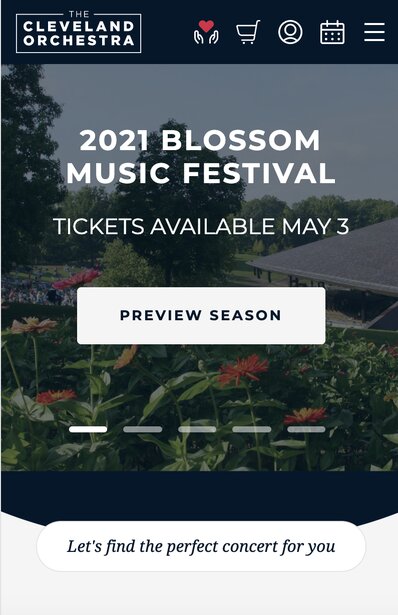 THE
CLEVELAND
ORCHESTRA
2021 BLOSSOM
MUSIC FESTIVAL
TICKETS AVAILABLE MAY 3
PREVIEW SEASON
Let's find the perfect concert for you